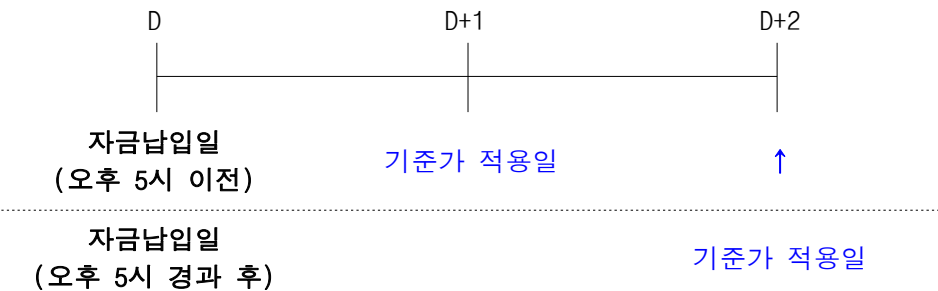 D D+1 D+2
자금납입일
(오후 5시 이전) 기준가 적용일 ↑
자금납입일
(오후 5시 경과 후) 기준가 적용일